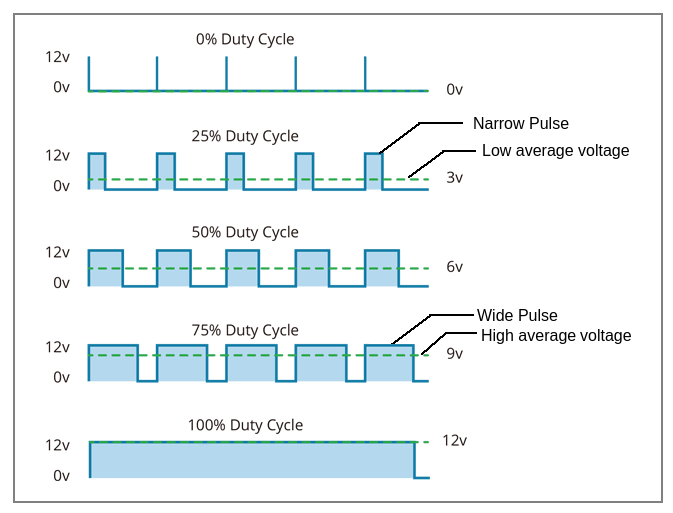 0% Duty Cycle
12v
0v
0v
Narrow Pulse
25% Duty Cycle
Low average voltage
12v
3v
0v
50% Duty Cycle
12v
6v
0v
Wide Pulse
75% Duty Cycle
High average voltage
12v
9v
0v
100% Duty Cycle
12v
12v
0v